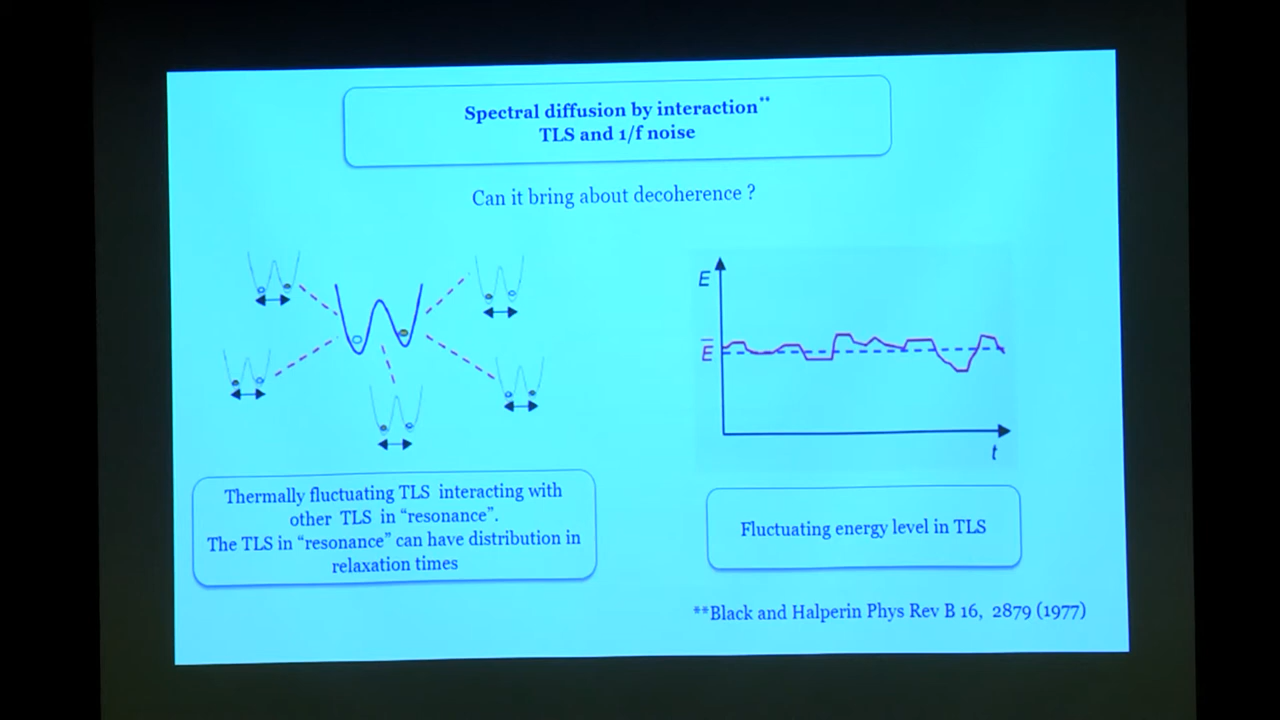 Spectral diffusion by interaction**
TLS and 1/f noise
Can it bring about decoherence ?
E
E̅
t
Thermally fluctuating TLS interacting with
other TLS in “resonance”.
The TLS in “resonance” can have distribution in
relaxation times
Fluctuating energy level in TLS
**Black and Halperin Phys Rev B 16, 2879 (1977)